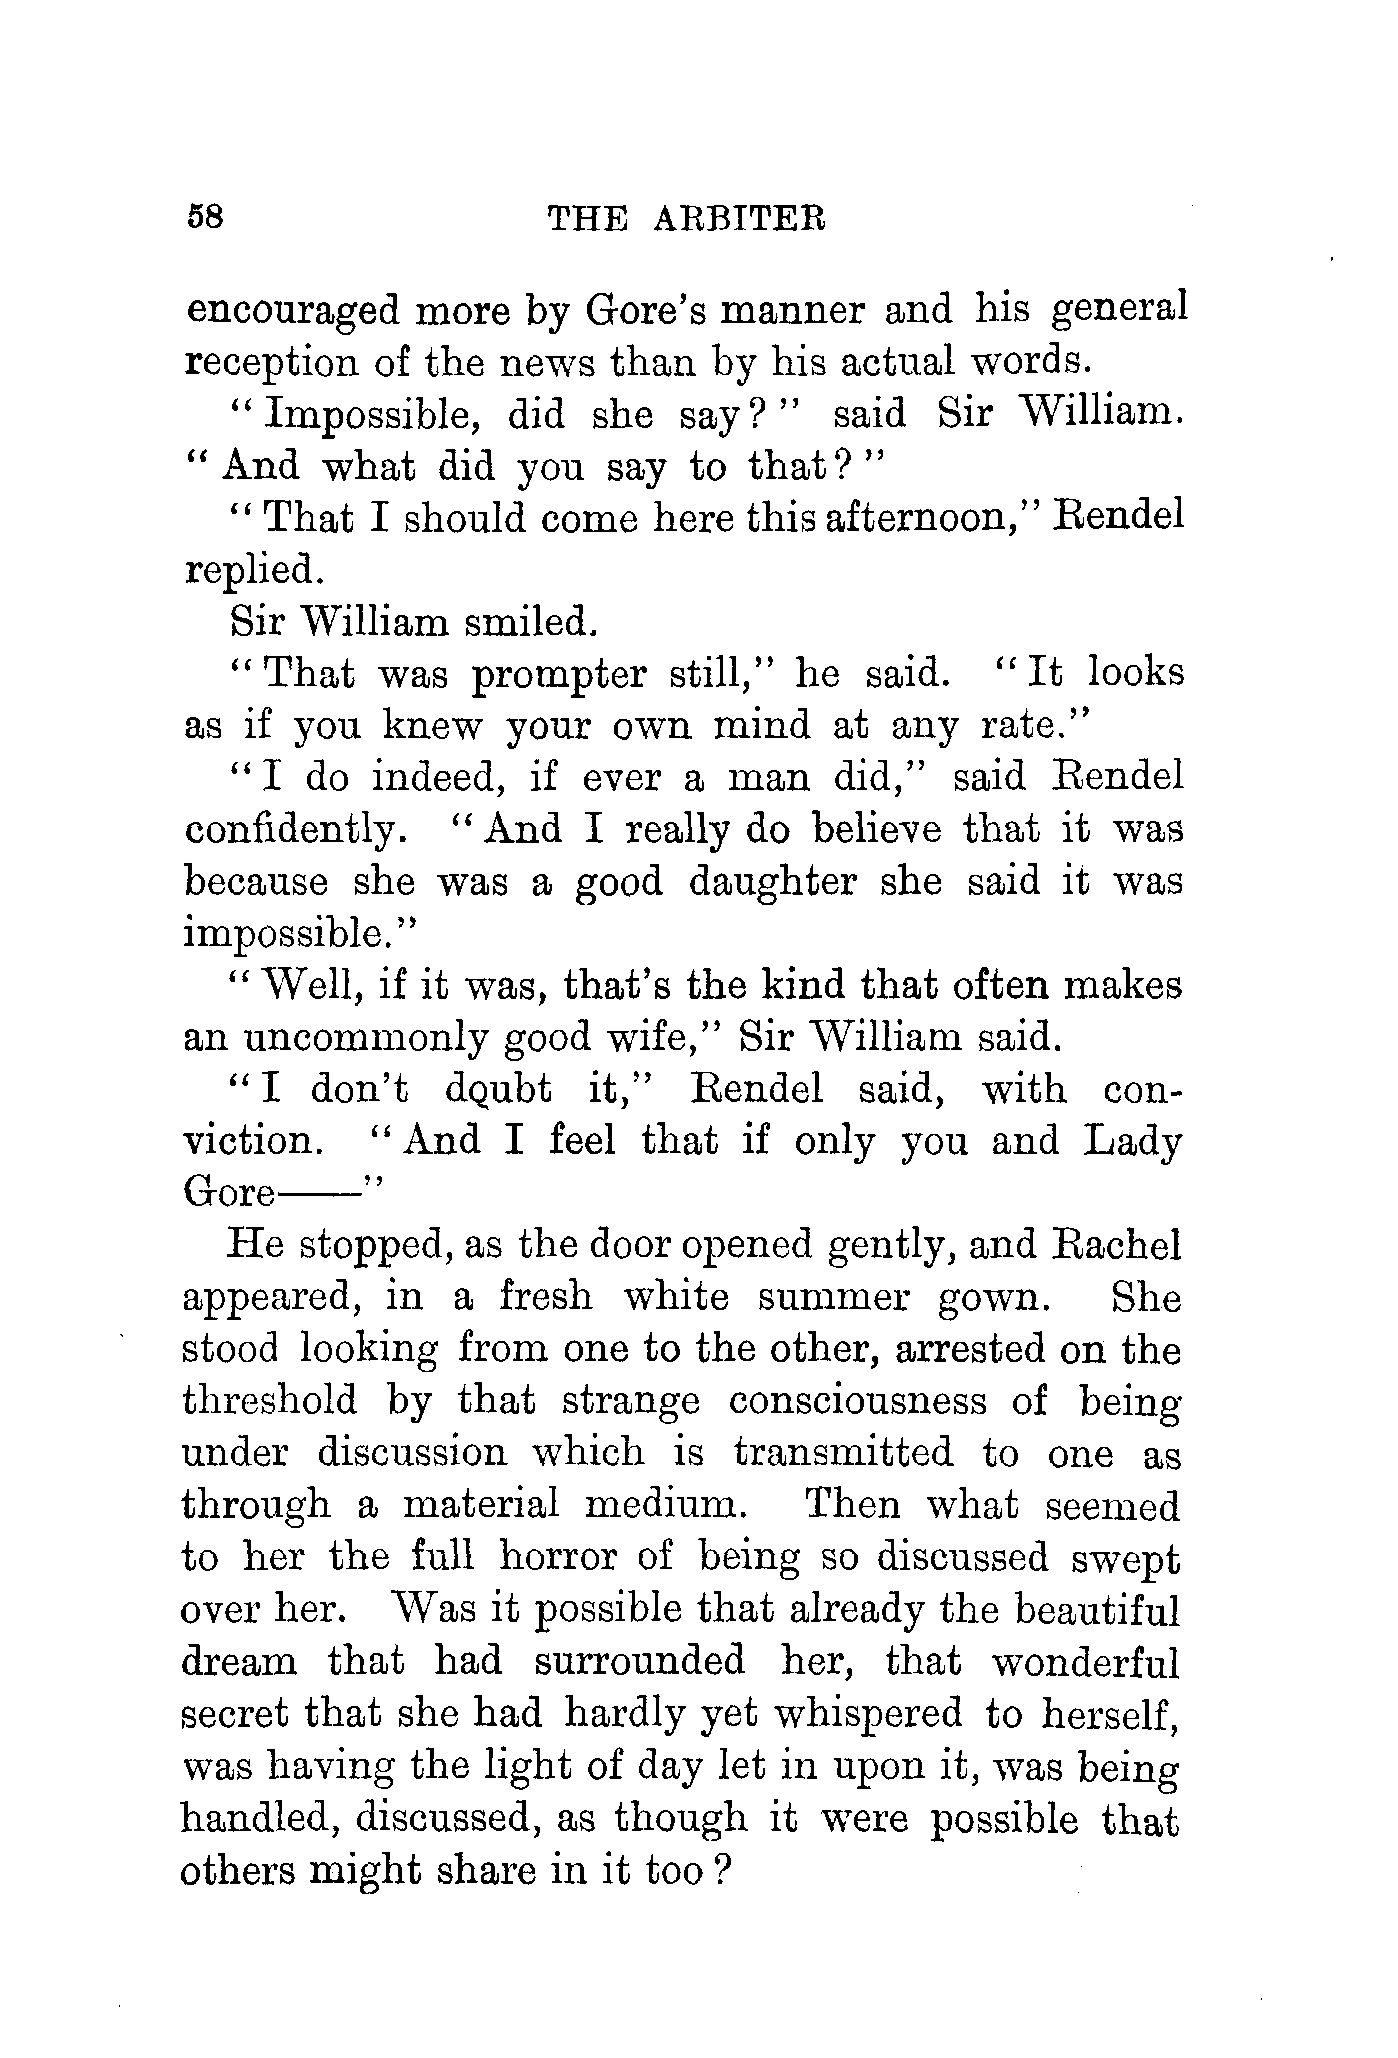 58 THE ARBITER
encouraged more by Gore's manner and his general
reception of the news than by his actual words.
"Impossible, did she say?" said Sir William.
"And what did you say to that?"
"That I should come here this afternoon," Rendel
replied.
Sir William smiled.
"That was prompter still," he said. "It looks
as if you knew your own mind at any rate."
"I do indeed, if ever a man did," said Rendel
confidently. "And I really do believe that it was
because she was a good daughter she said it was
impossible."
"Well, if it was, that's the kind that often makes
an uncommonly good wife," Sir William said.
"I don't doubt it," Rendel said, with con-
viction. "And I feel that if only you and Lady
Gore——"
He stopped, as the door opened gently, and Rachel
appeared, in a fresh white summer gown. She
stood looking from one to the other, arrested on the
threshold by that strange consciousness of being
under discussion which is transmitted to one as
through a material medium. Then what seemed
to her the full horror of being so discussed swept
over her. Was it possible that already the beautiful
dream that had surrounded her, that wonderful
secret that she had hardly yet whispered to herself,
was having the light of day let in upon it, was being
handled, discussed, as though it were possible that
others might share in it too?